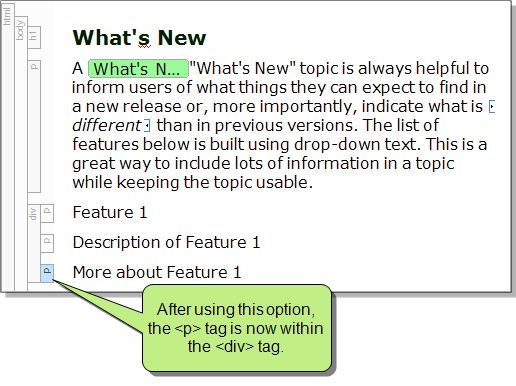 html
body
h1
What's New
p
A What's N... "What's New" topic is always helpful to
inform users of what things they can expect to find in
a new release or, more importantly, indicate what is
different than in previous versions. The list of
features below is built using drop-down text. This is a
great way to include lots of information in a topic
while keeping the topic usable.
div
p
Feature 1
p
Description of Feature 1
p
More about Feature 1
After using this option,
the <p> tag is now within
the <div> tag.